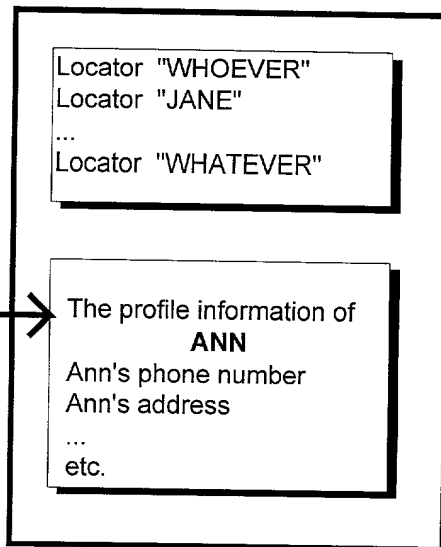 Locator "WHOEVER"
Locator "JANE"
...
Locator "WHATEVER"
The profile information of
ANN
Ann's phone number
Ann's address
...
etc.